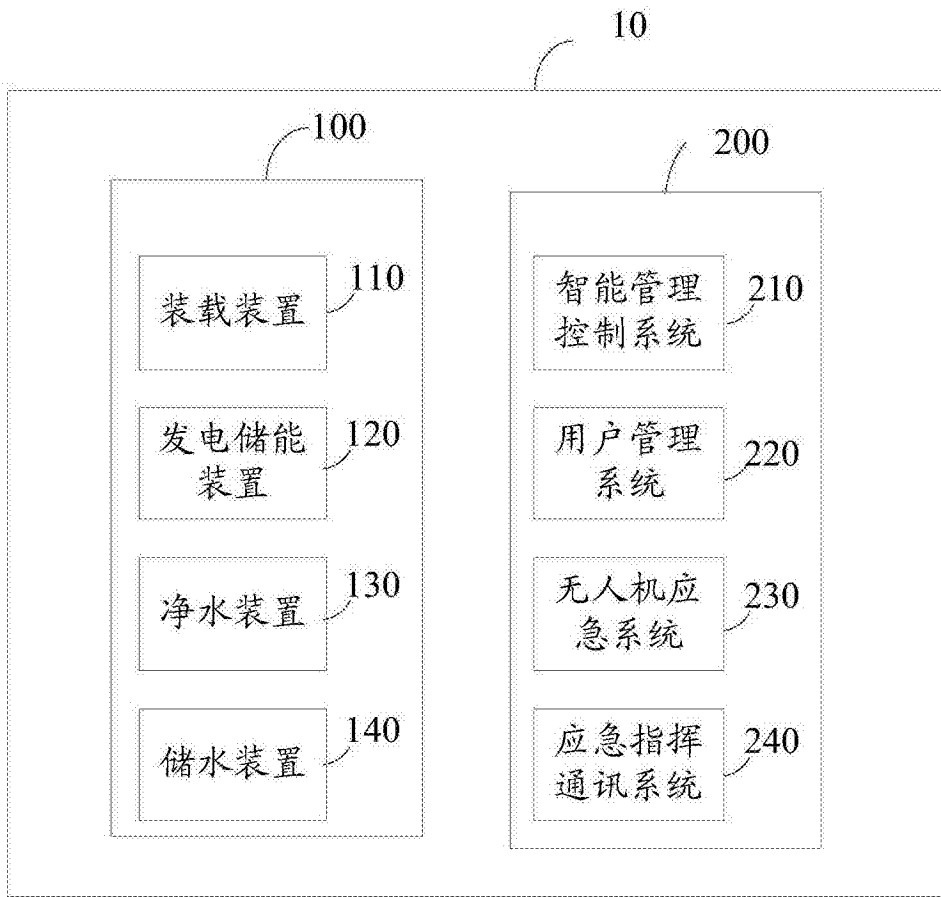 10
100
200
装载装置
110
发电储能
装置
120
净水装置
130
储水装置
140
智能管理
控制系统
210
用户管理
系统
220
无人机应
急系统
230
应急指挥
通讯系统
240